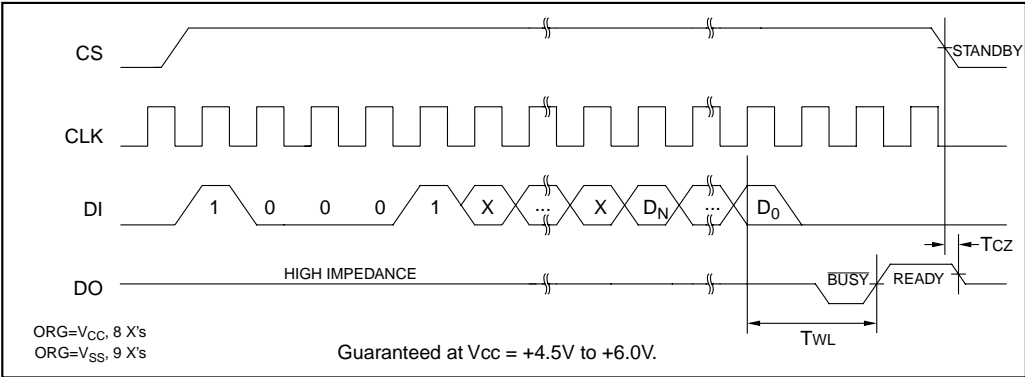 CS
STANDBY
CLK
DI 1 0 0 0 1 X ... X DN ... D0
TCZ
HIGH IMPEDANCE
BUSY READY
DO
TWL
ORG=VCC, 8 X's
ORG=VSS, 9 X's
Guaranteed at Vcc = +4.5V to +6.0V.